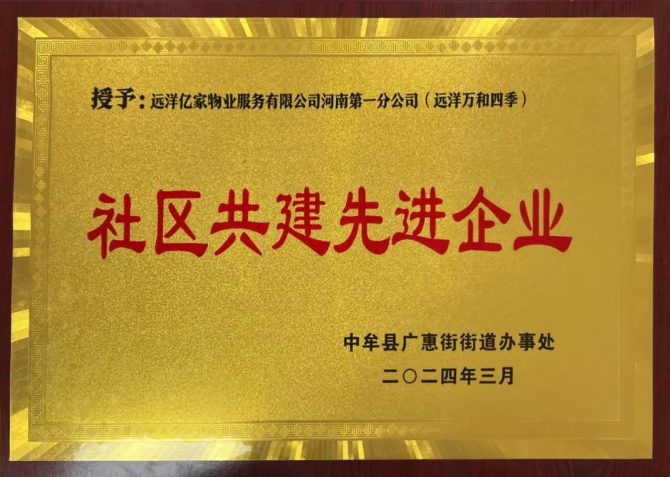 授予：远洋亿家物业服务有限公司河南第一分公司（远洋万和四季）
社区共建先进企业
中牟县广惠街街道办事处
二〇二四年三月